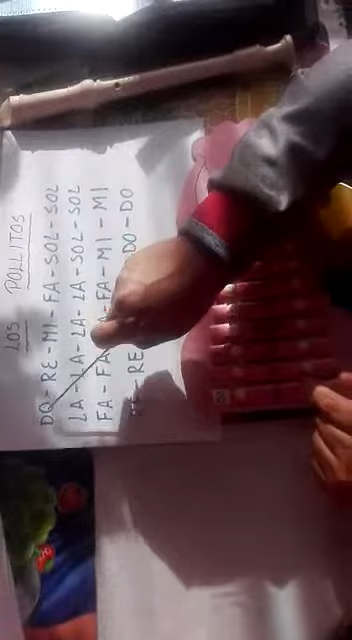 LOS POLLITOS
DO-RE-MI-FA-SOL-SOL
LA-LA-LA-LA-SOL-SOL
FA-FA-FA-MI-MI
RE DO-DO